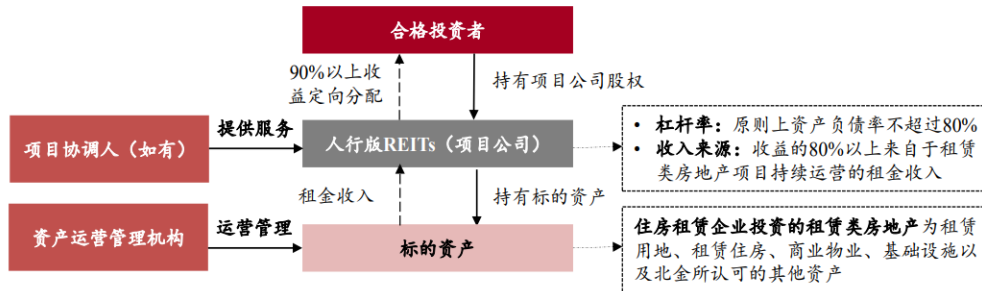 合格投资者
90%以上收
益定向分配
持有项目公司股权
项目协调人（如有）
提供服务
人行版REITs（项目公司）
• 杠杆率：原则上资产负债率不超过80%
• 收入来源：收益的80%以上来自于租赁
类房地产项目持续运营的租金收入
租金收入
持有标的资产
资产运营管理机构
运营管理
标的资产
住房租赁企业投资的租赁类房地产为租赁
用地、租赁住房、商业物业、基础设施以
及北金所认可的其他资产